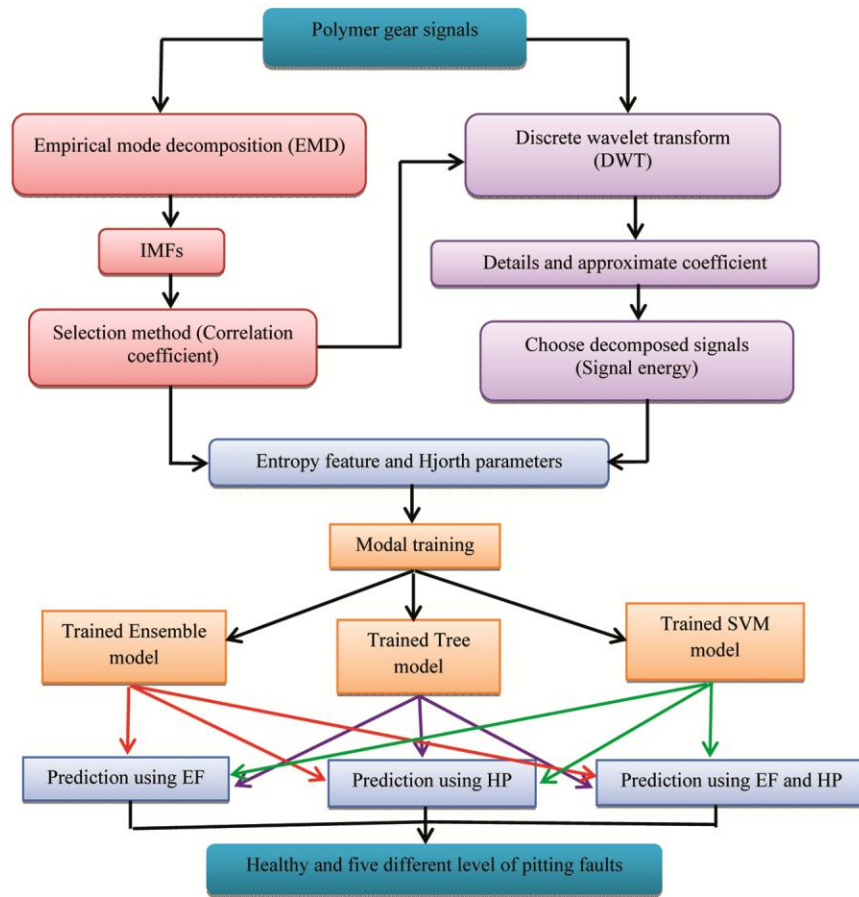 Polymer gear signals
Empirical mode decomposition (EMD)
Discrete wavelet transform
(DWT)
IMFs
Details and approximate coefficient
Selection method (Correlation
coefficient)
Choose decomposed signals
(Signal energy)
Entropy feature and Hjorth parameters
Modal training
Trained Ensemble
model
Trained Tree
model
Trained SVM
model
Prediction using EF
Prediction using HP
Prediction using EF and HP
Healthy and five different level of pitting faults